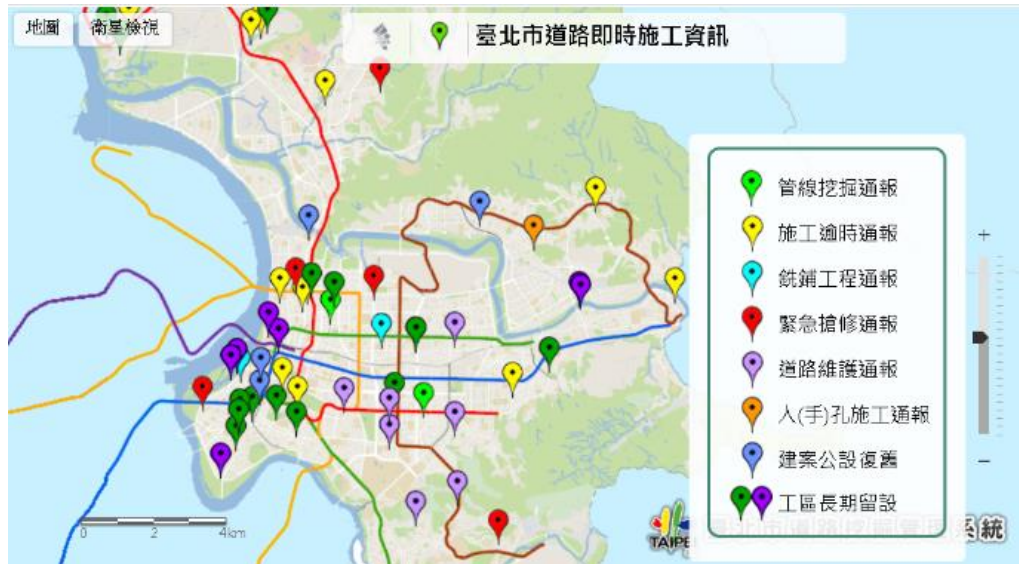 地圖
衛星檢視
臺北市道路即時施工資訊
管線挖掘通報
施工逾時通報
銑鋪工程通報
緊急搶修通報
道路維護通報
人(手)孔施工通報
建案公設復舊
工區長期留設
+
−
0 2 4km
TAIPEI
臺北市道路挖掘管理系統